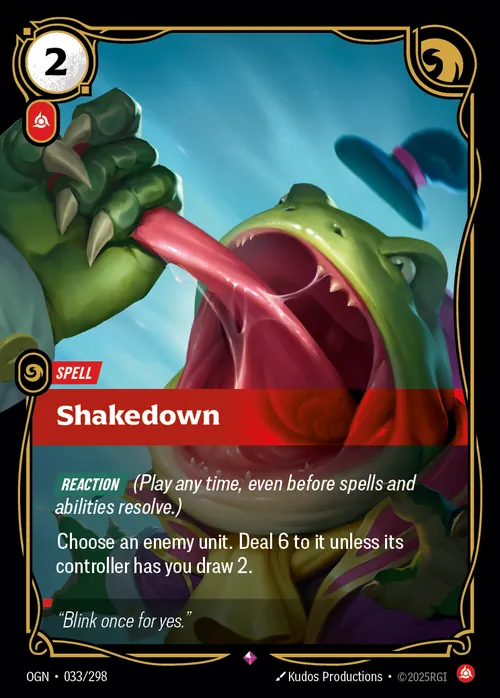 2
SPELL
Shakedown
REACTION (Play any time, even before spells and
abilities resolve.)
Choose an enemy unit. Deal 6 to it unless its
controller has you draw 2.
“Blink once for yes.”
OGN • 033/298
Kudos Productions • ©2025RGI